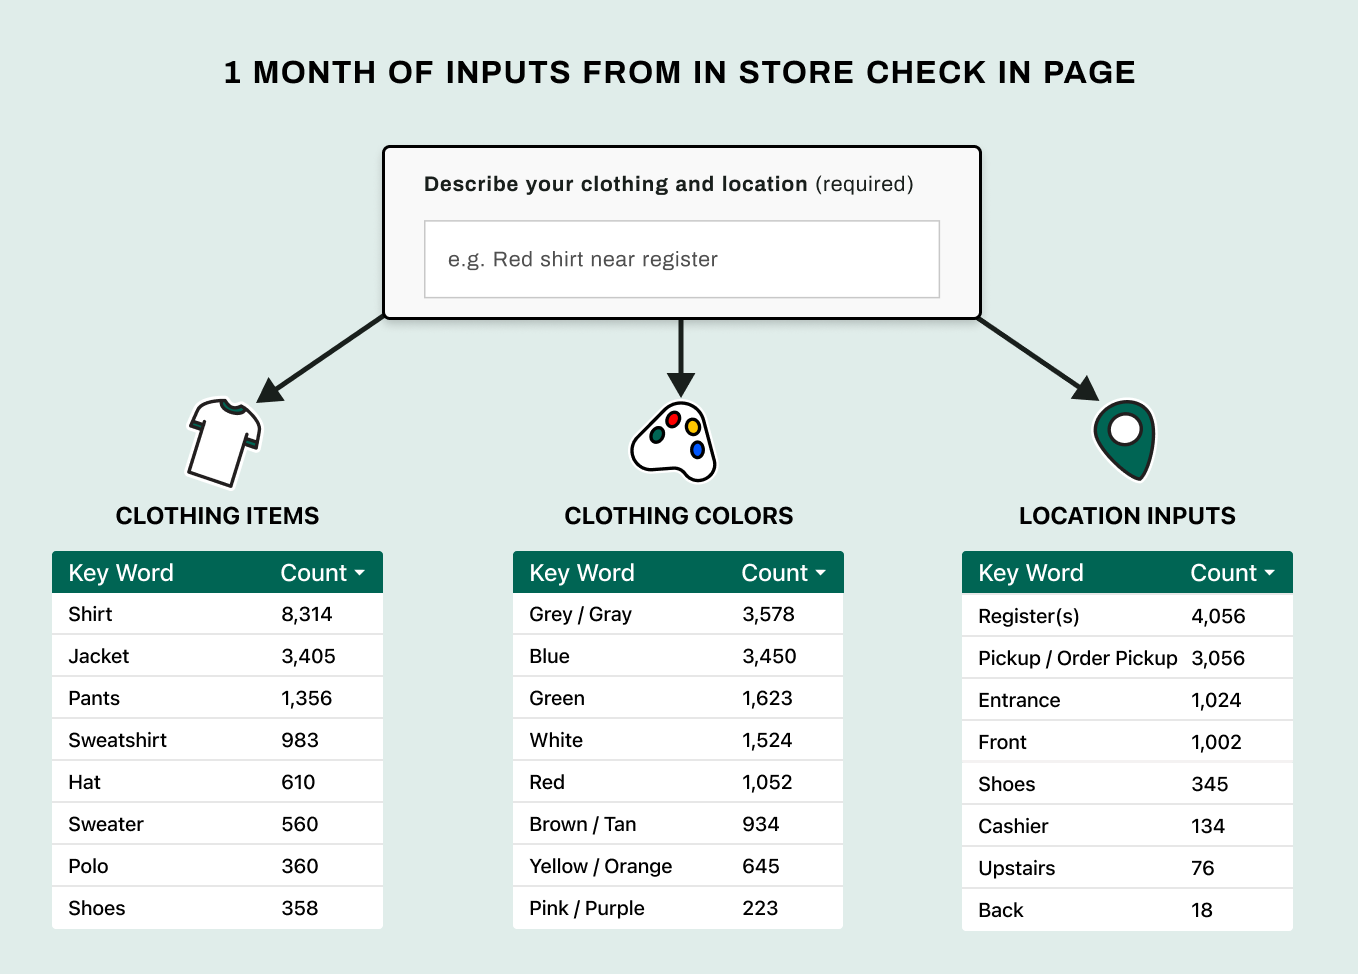 1 MONTH OF INPUTS FROM IN STORE CHECK IN PAGE
Describe your clothing and location (required)
e.g. Red shirt near register
CLOTHING ITEMS
Key Word Count
Shirt 8,314
Jacket 3,405
Pants 1,356
Sweatshirt 983
Hat 610
Sweater 560
Polo 360
Shoes 358
CLOTHING COLORS
Key Word Count
Grey / Gray 3,578
Blue 3,450
Green 1,623
White 1,524
Red 1,052
Brown / Tan 934
Yellow / Orange 645
Pink / Purple 223
LOCATION INPUTS
Key Word Count
Register(s) 4,056
Pickup / Order Pickup 3,056
Entrance 1,024
Front 1,002
Shoes 345
Cashier 134
Upstairs 76
Back 18